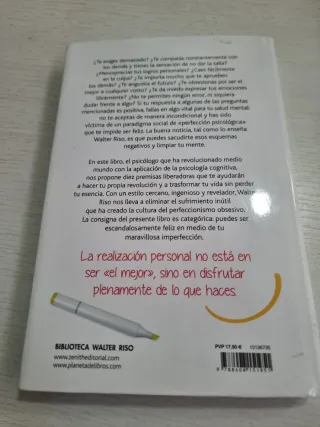 ¿Te exiges demasiado? ¿Te comparas constantemente con
los demás y tienes la sensación de no dar la talla?
¿Menosprecias tus logros personales? ¿Caes fácilmente
en la culpa? ¿Te importa mucho que te aprueben
los demás? ¿Te angustia el futuro? ¿Te obsesionas por ser el
mejor a cualquier costo? ¿Te da miedo expresar tus emociones
libremente? ¿No te permites ningún error, ni siquiera
dudar frente a algo? Si tu respuesta a algunas de las preguntas
mencionadas es positiva, fallas en algo vital para tu salud mental:
no te aceptas de manera incondicional y has sido
víctima de un paradigma social de «perfección psicológica»
que te impide ser feliz. La buena noticia, tal como lo enseña
Walter Riso, es que puedes sacudirte esos esquemas
negativos y limpiar tu mente.
En este libro, el psicólogo que ha revolucionado medio
mundo con la aplicación de la psicología cognitiva,
nos propone diez premisas liberadoras que te ayudarán
a hacer tu propia revolución y a trasformar tu vida sin perder
tu esencia. Con un estilo cercano, ingenioso y revelador, Walter
Riso nos lleva a eliminar el sufrimiento inútil
que ha creado la cultura del perfeccionismo obsesivo.
La consigna del presente libro es categórica: puedes ser
escandalosamente feliz en medio de tu
maravillosa imperfección.
La realización personal no está en
ser «el mejor», sino en disfrutar
plenamente de lo que haces.
BIBLIOTECA WALTER RISO
www.zenitheditorial.com
www.planetadelibros.com
PVP 17,90 €